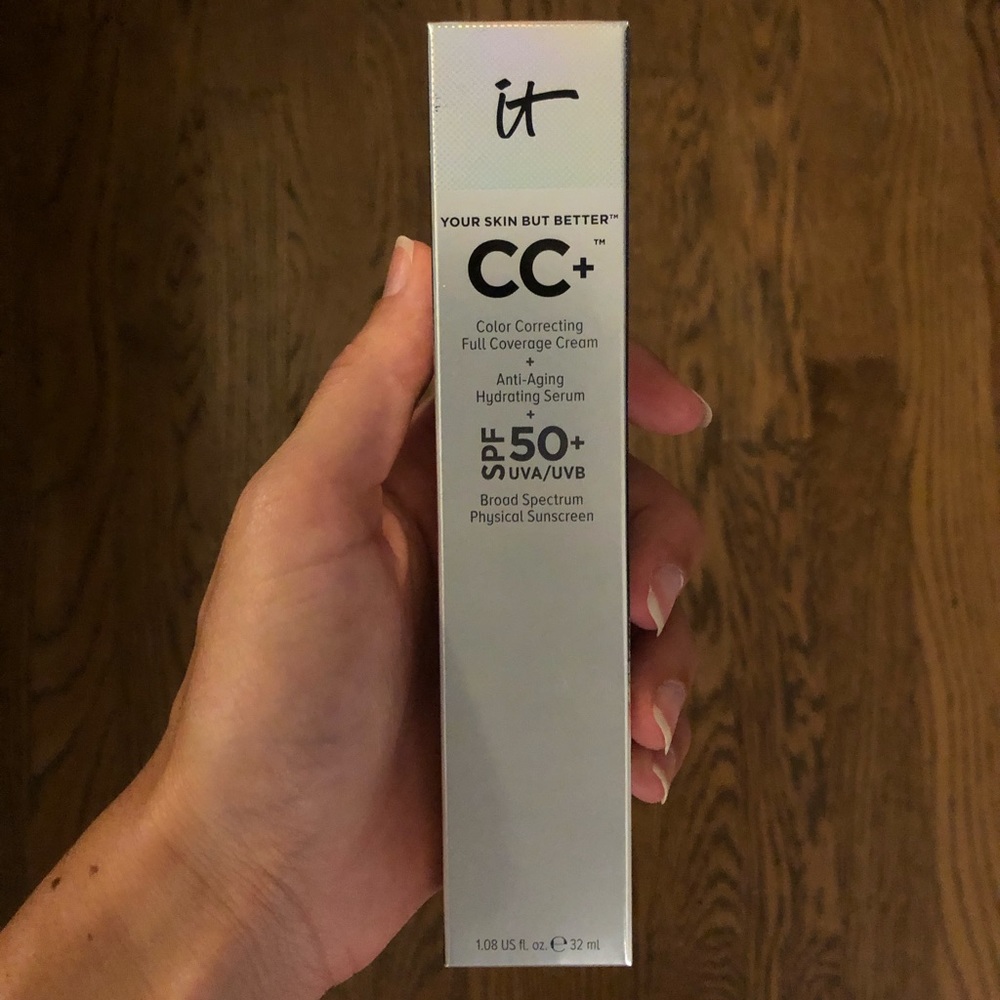 it
YOUR SKIN BUT BETTER™
CC+™
Color Correcting
Full Coverage Cream
+
Anti-Aging
Hydrating Serum
+
SPF 50+
UVA/UVB
Broad Spectrum
Physical Sunscreen
1.08 US fl. oz. ℮ 32 ml